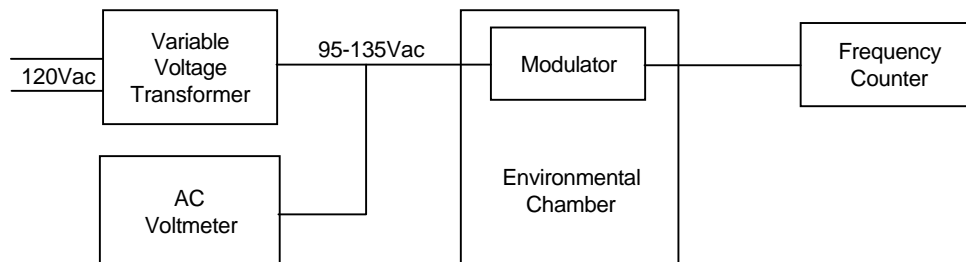 120Vac
Variable
Voltage
Transformer
95-135Vac
Modulator
Frequency
Counter
AC
Voltmeter
Environmental
Chamber